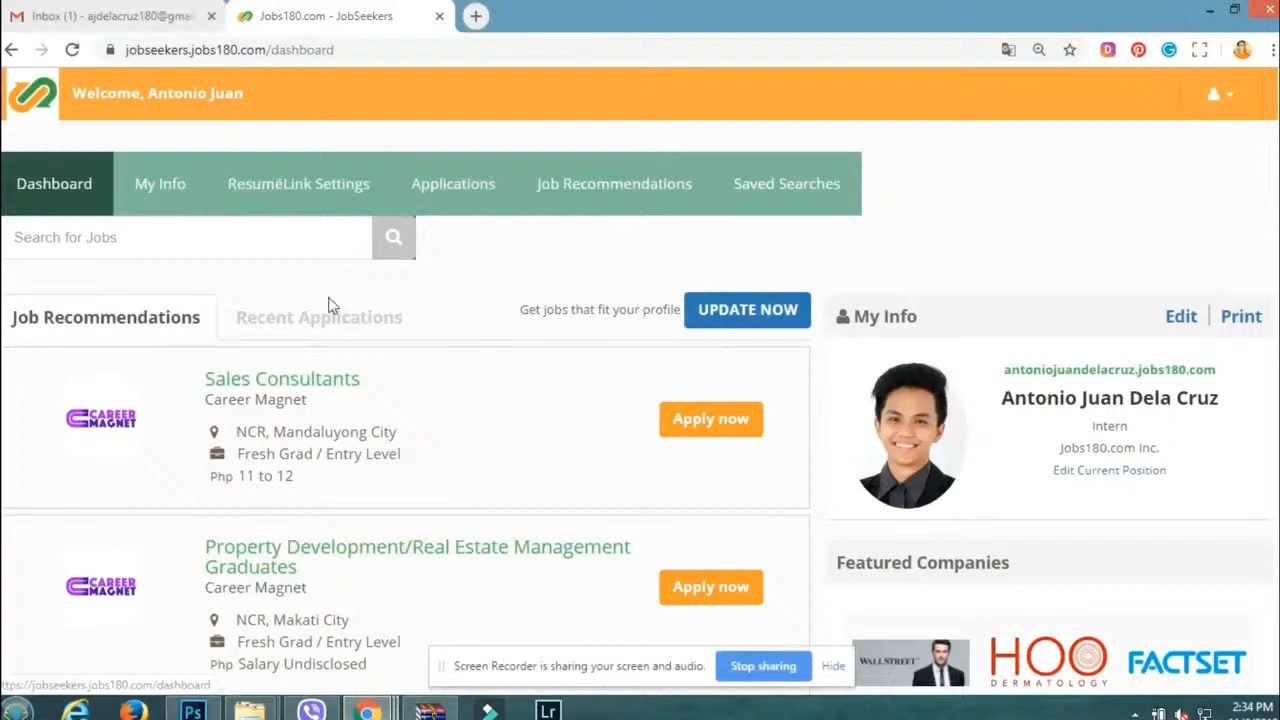 Inbox (1) - ajdelacruz180@gmai
Jobs180.com - JobSeekers
jobseekers.jobs180.com/dashboard
Welcome, Antonio Juan
Dashboard
My Info
ResuméLink Settings
Applications
Job Recommendations
Saved Searches
Search for Jobs
Job Recommendations
Recent Applications
Get jobs that fit your profile
UPDATE NOW
My Info
Edit
Print
Sales Consultants
Career Magnet
CAREER
MAGNET
NCR, Mandaluyong City
Fresh Grad / Entry Level
Php 11 to 12
Apply now
antoniojuandelacruz.jobs180.com
Antonio Juan Dela Cruz
Intern
Jobs180.com Inc.
Edit Current Position
Property Development/Real Estate Management
Graduates
Career Magnet
CAREER
MAGNET
NCR, Makati City
Fresh Grad / Entry Level
Php Salary Undisclosed
Apply now
Featured Companies
WALLSTREET
HOO
DERMATOLOGY
FACTSET
Screen Recorder is sharing your screen and audio.
Stop sharing
Hide
ttps://jobseekers.jobs180.com/dashboard
Ps
Lr
2:34 PM